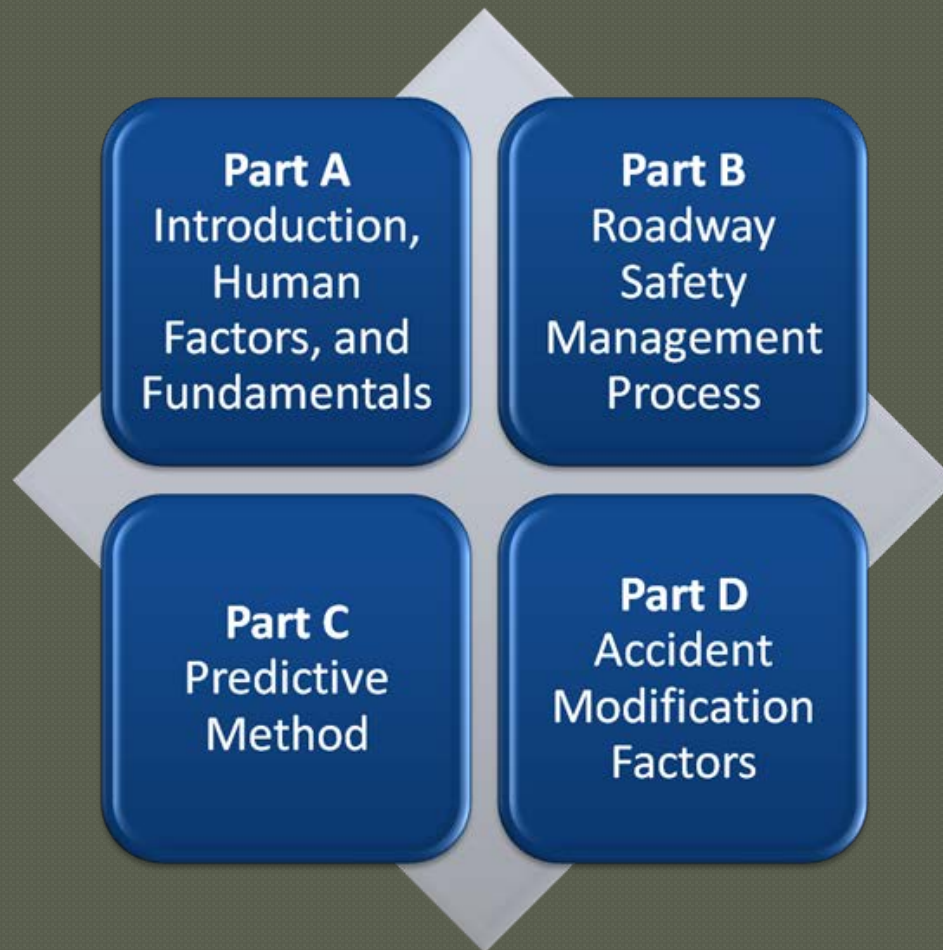 Part A
Introduction,
Human
Factors, and
Fundamentals
Part B
Roadway
Safety
Management
Process
Part C
Predictive
Method
Part D
Accident
Modification
Factors